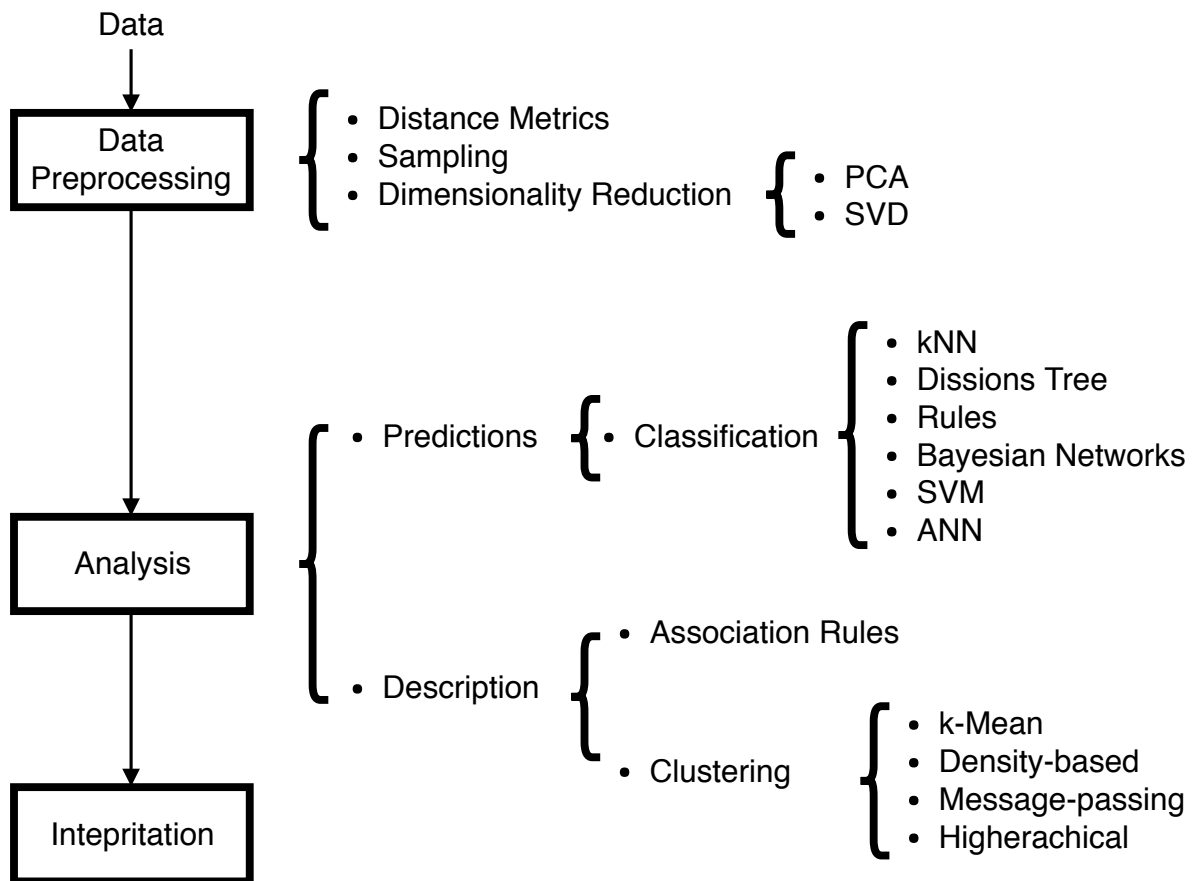 Data
Data
Preprocessing
• Distance Metrics
• Sampling
• Dimensionality Reduction
• PCA
• SVD
Analysis
• Predictions
• Classification
• kNN
• Dissions Tree
• Rules
• Bayesian Networks
• SVM
• ANN
• Description
• Association Rules
• Clustering
• k-Mean
• Density-based
• Message-passing
• Higherachical
Intepritation